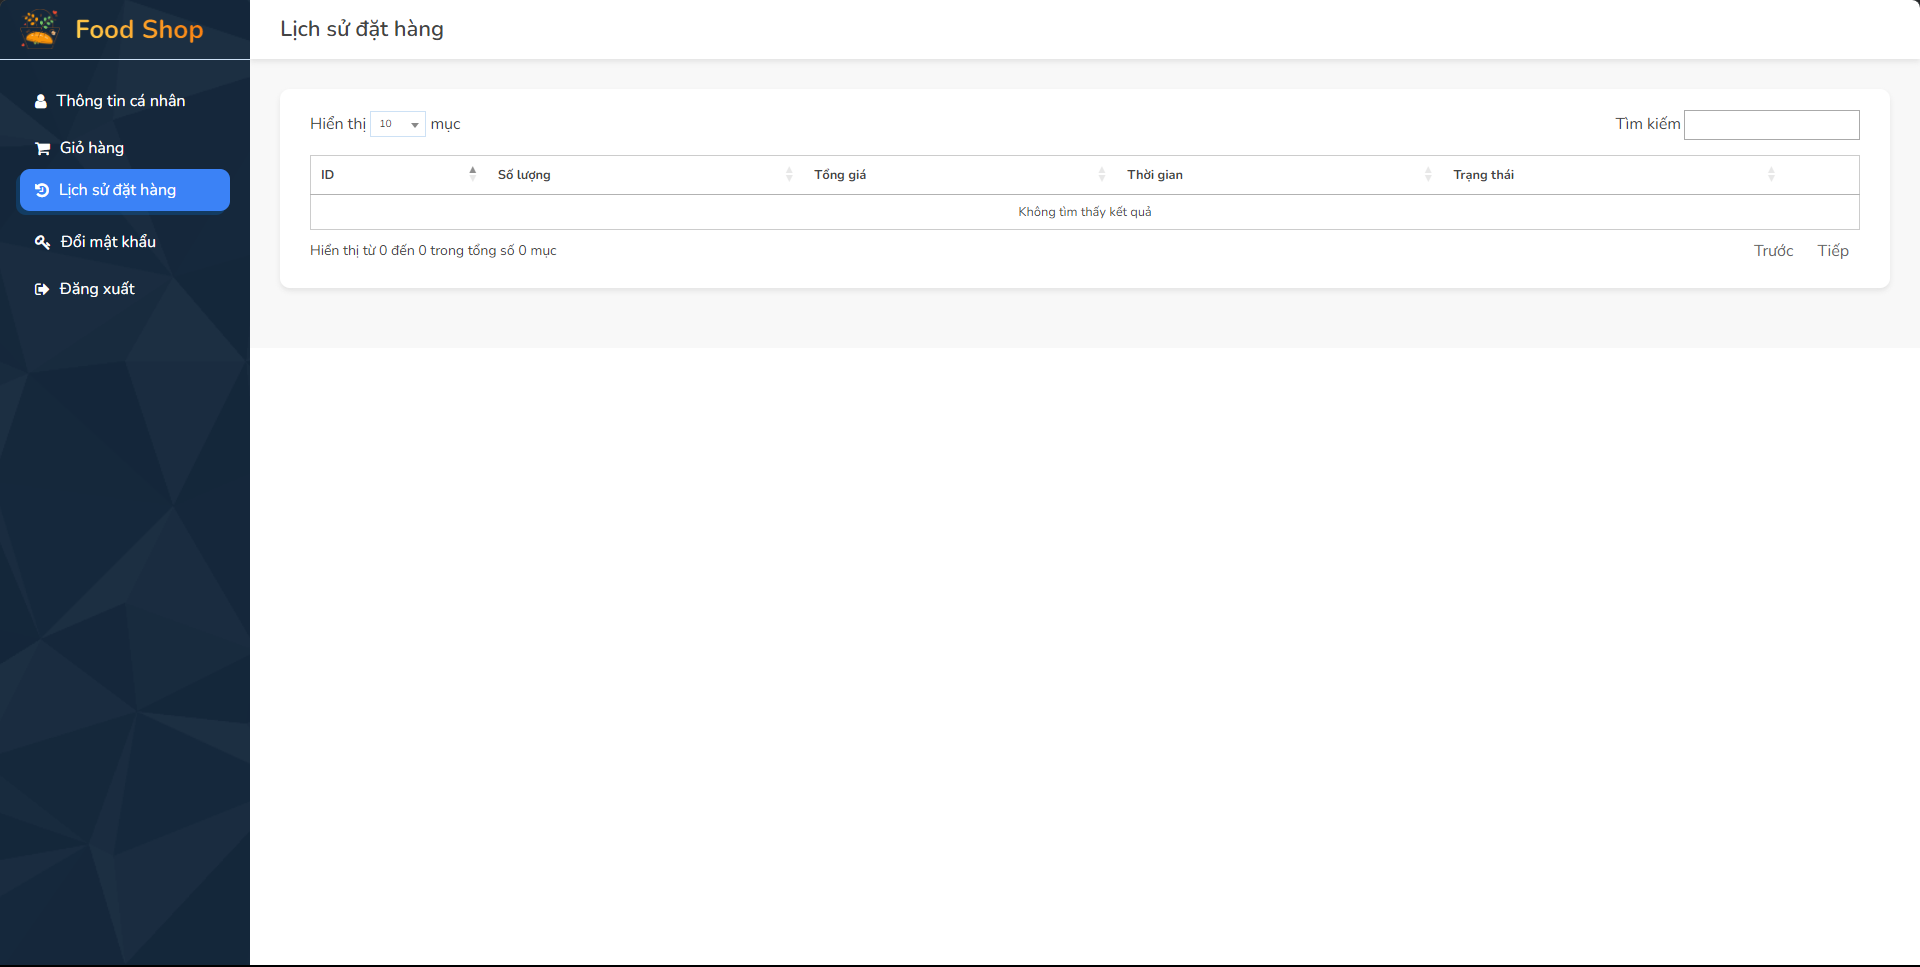 Food Shop
Lịch sử đặt hàng
Thông tin cá nhân
Giỏ hàng
Lịch sử đặt hàng
Đổi mật khẩu
Đăng xuất
Hiển thị 10 mục
Tìm kiếm
ID Số lượng Tổng giá Thời gian Trạng thái
Không tìm thấy kết quả
Hiển thị từ 0 đến 0 trong tổng số 0 mục
Trước Tiếp